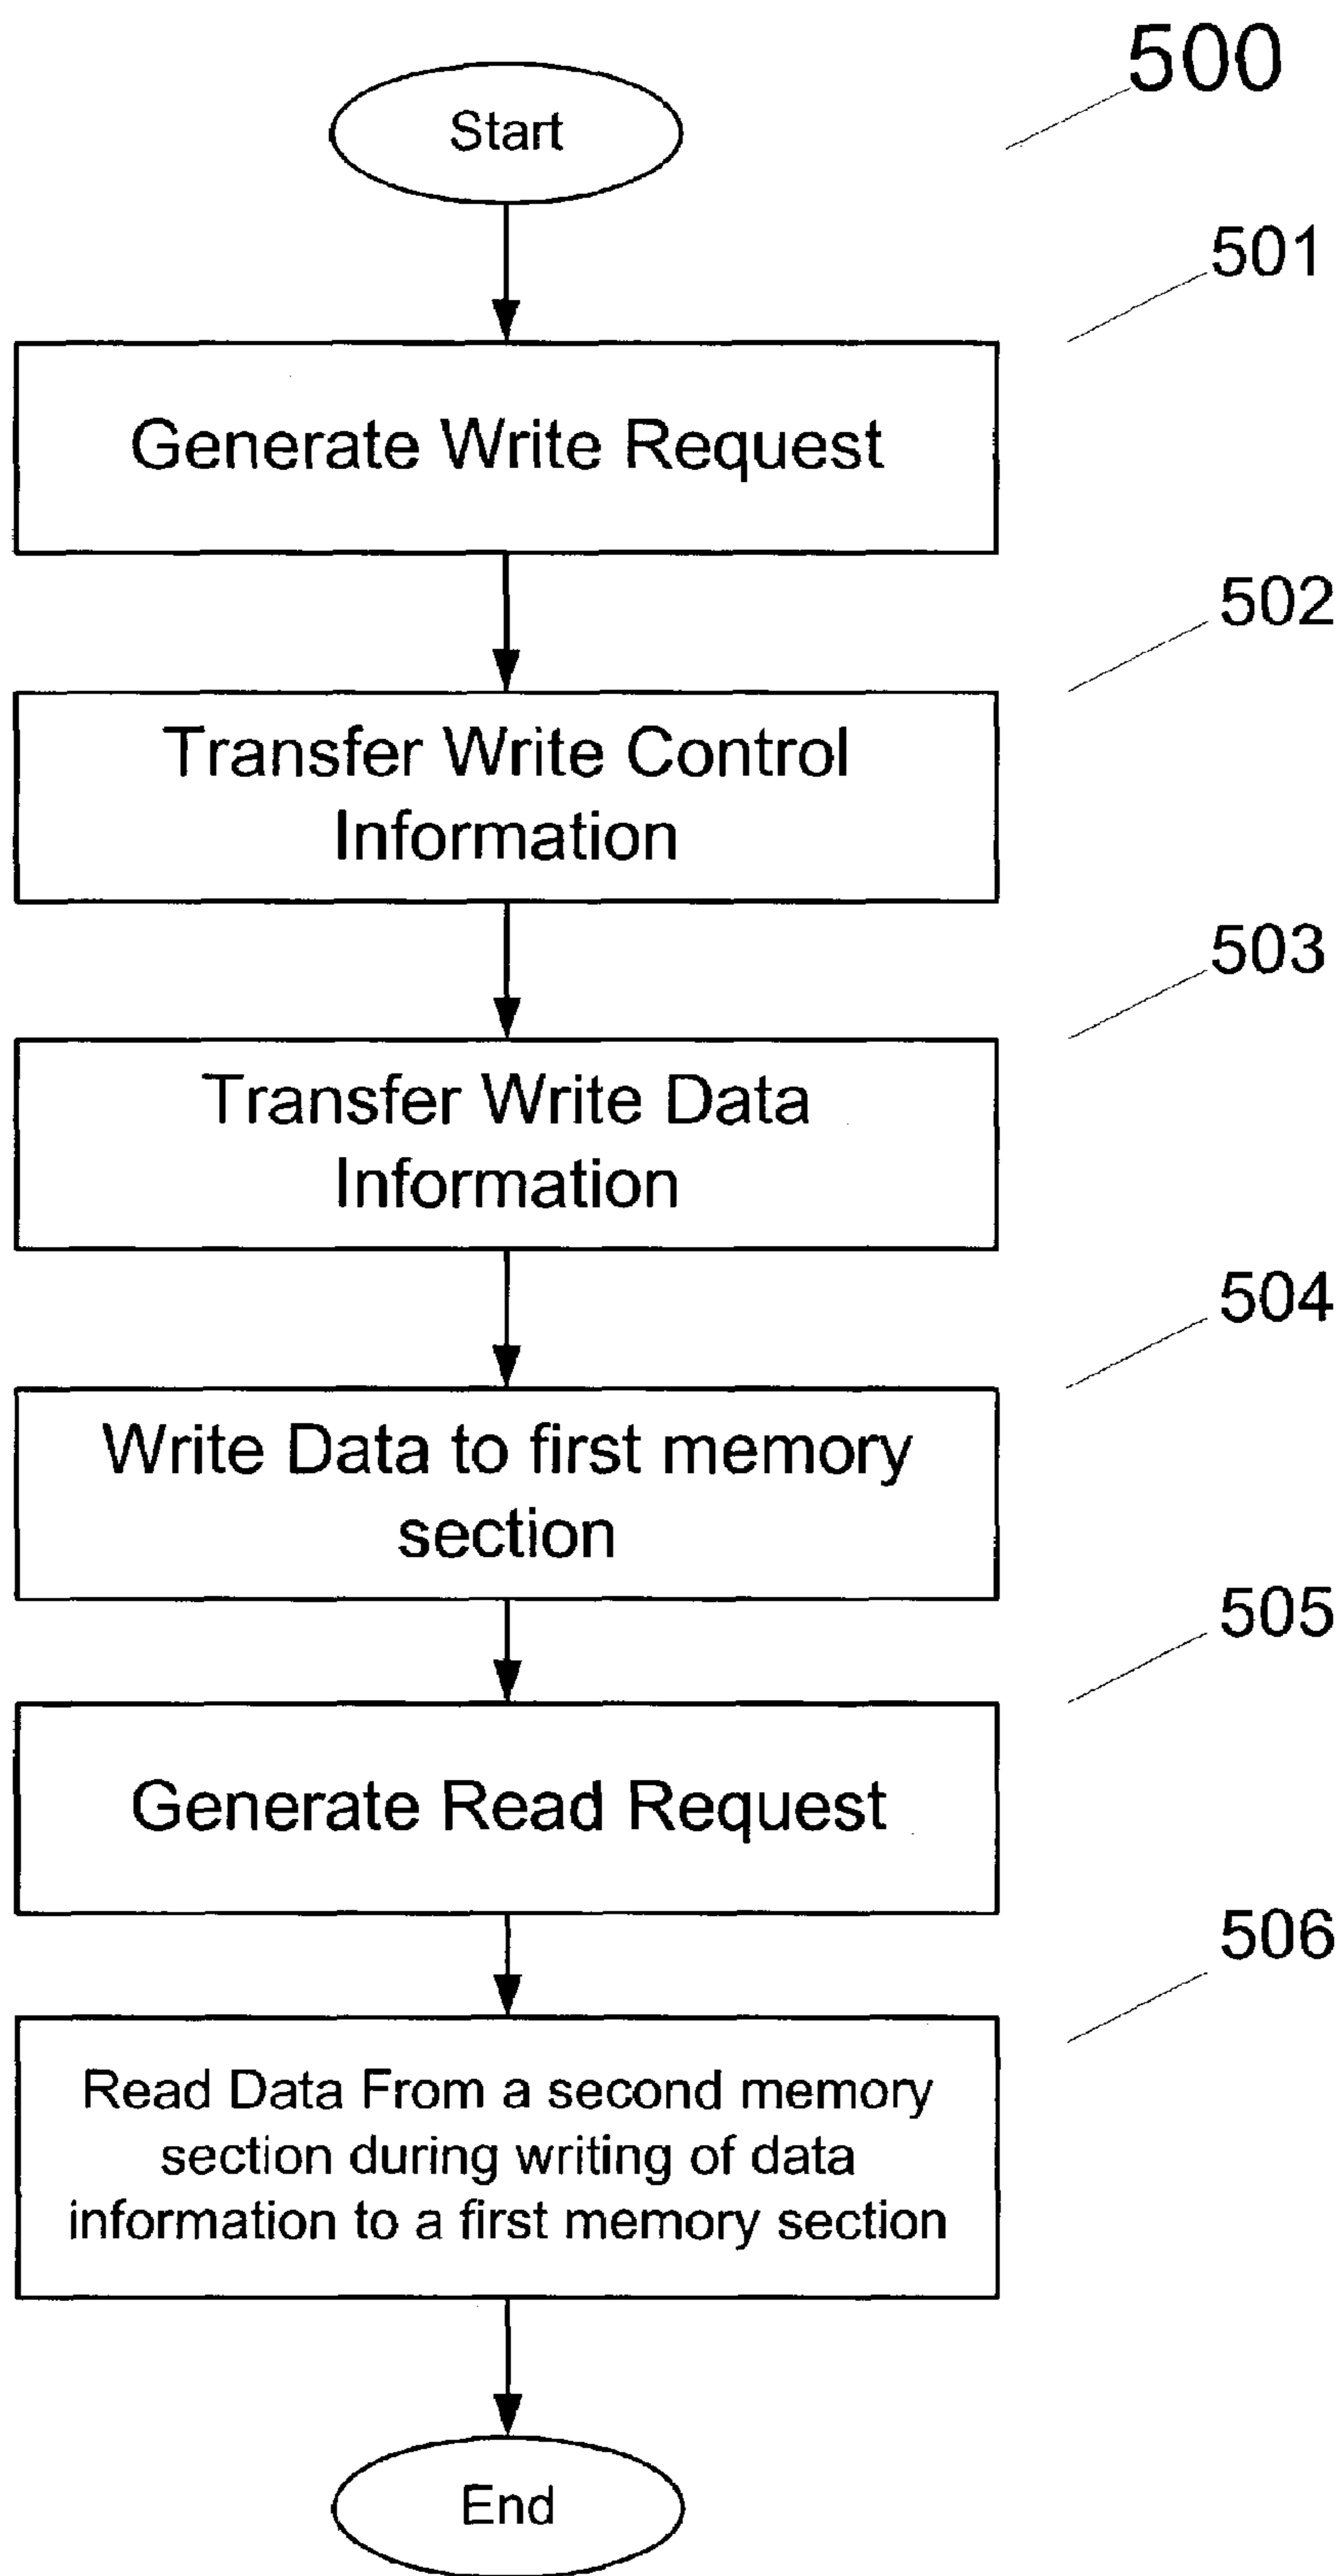 500
Start
501
Generate Write Request
502
Transfer Write Control
Information
503
Transfer Write Data
Information
504
Write Data to first memory
section
505
Generate Read Request
506
Read Data From a second memory
section during writing of data
information to a first memory section
End